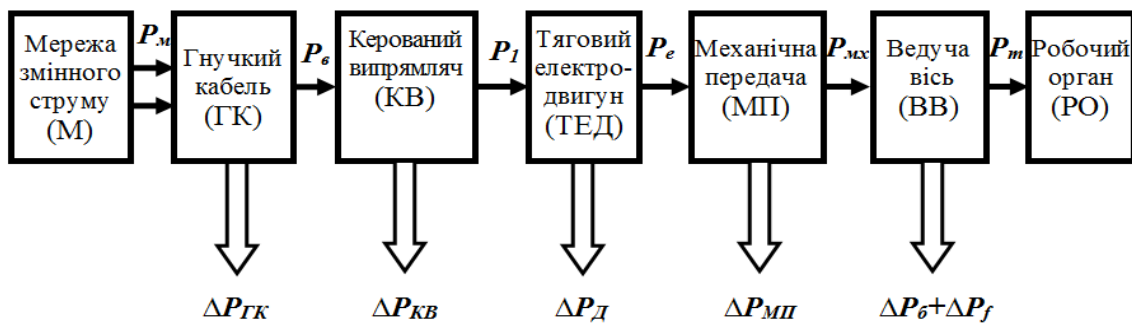 Мережа
змінного
струму
(М)
Pм
Гнучкий
кабель
(ГК)
Pв
Керований
випрямляч
(КВ)
P1
Тяговий
електро-
двигун
(ТЕД)
Pе
Механічна
передача
(МП)
Pмх
Ведуча
вісь
(ВВ)
Pт
Робочий
орган
(РО)
ΔPГК
ΔPКВ
ΔPД
ΔPМП
ΔPб+ΔPf